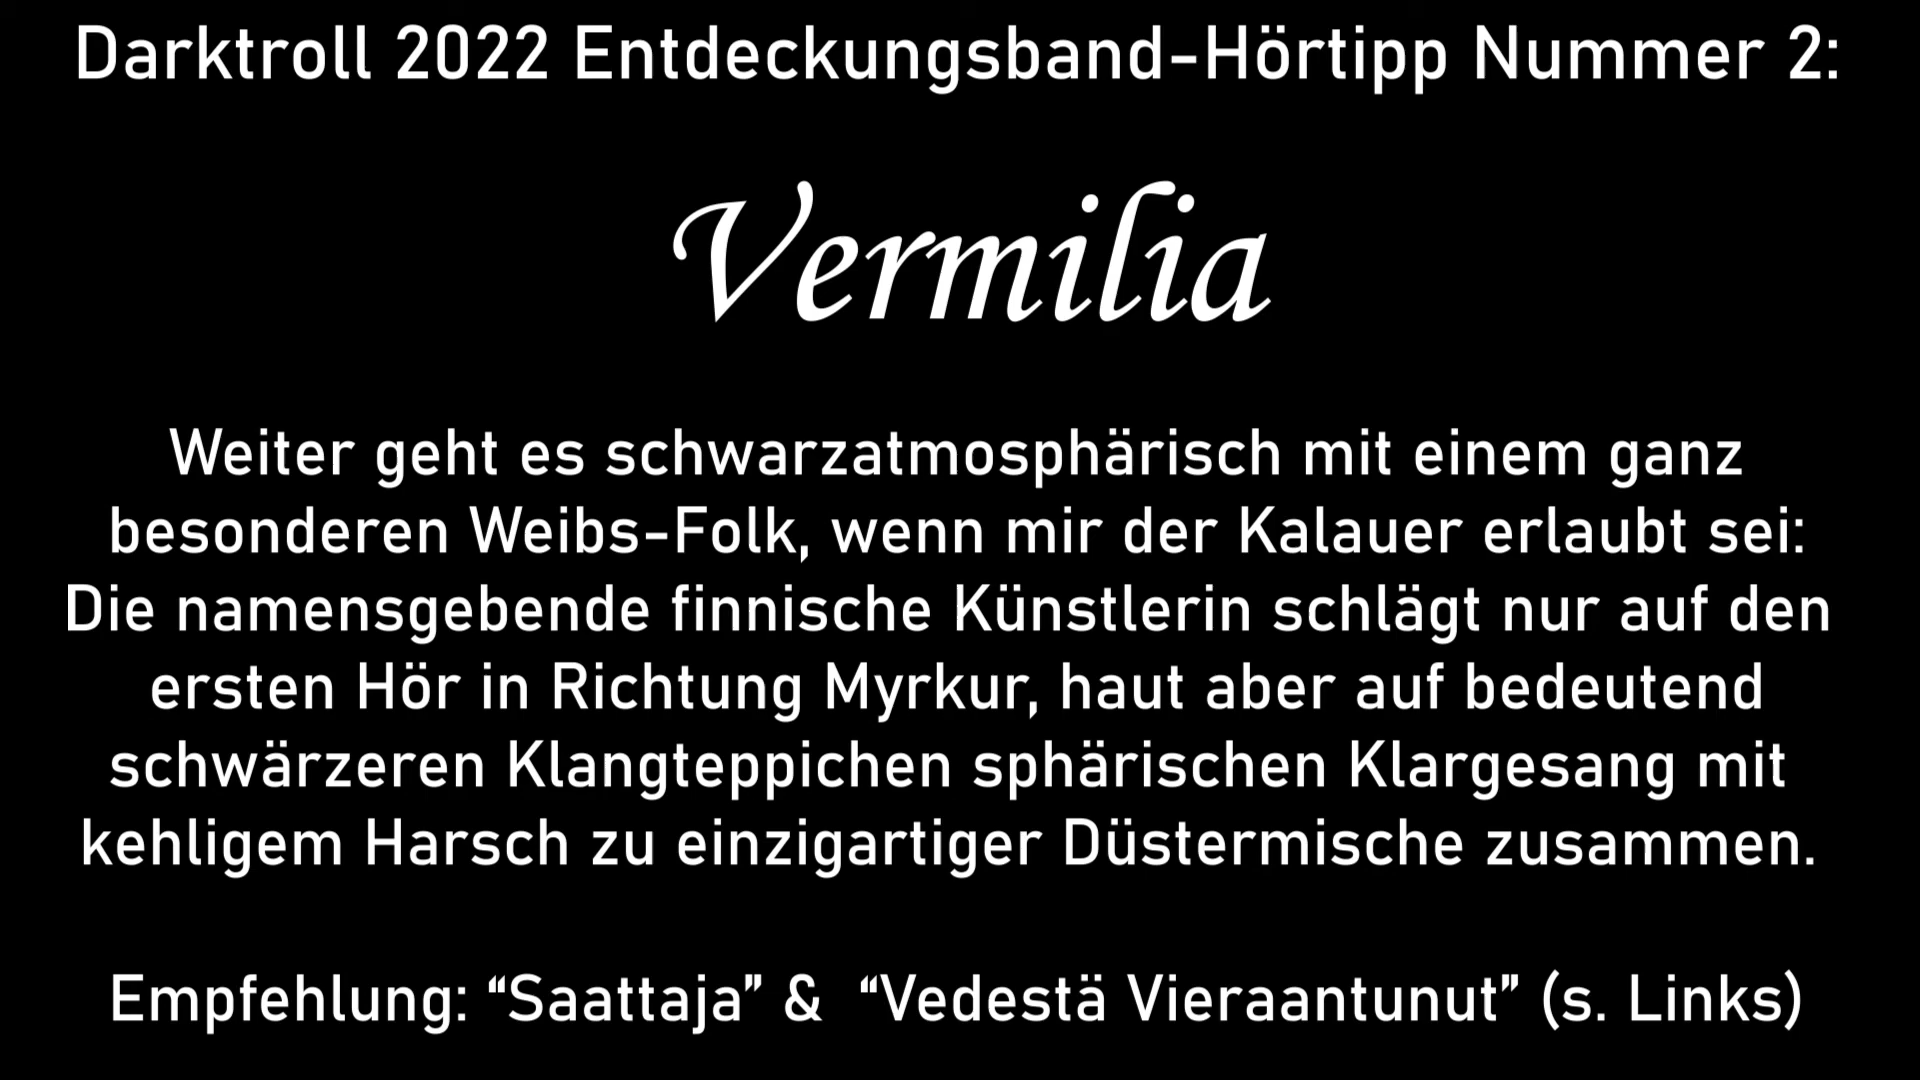 Darktroll 2022 Entdeckungsband-Hörtipp Nummer 2:
Vermilia
Weiter geht es schwarzatmosphärisch mit einem ganz
besonderen Weibs-Folk, wenn mir der Kalauer erlaubt sei:
Die namensgebende finnische Künstlerin schlägt nur auf den
ersten Hör in Richtung Myrkur, haut aber auf bedeutend
schwärzeren Klangteppichen sphärischen Klargesang mit
kehligem Harsch zu einzigartiger Düstermische zusammen.
Empfehlung: “Saattaja” & “Vedestä Vieraantunut” (s. Links)